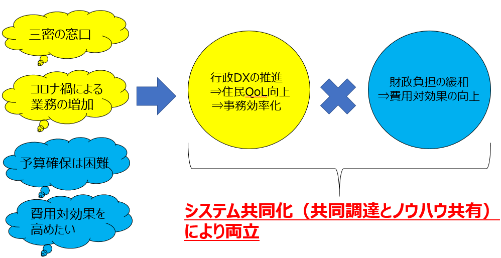 三密の窓口
コロナ禍による
業務の増加
予算確保は困難
費用対効果を
高めたい
行政DXの推進
⇒住民QoL向上
⇒事務効率化
財政負担の緩和
⇒費用対効果の向上
システム共同化（共同調達とノウハウ共有）
により両立